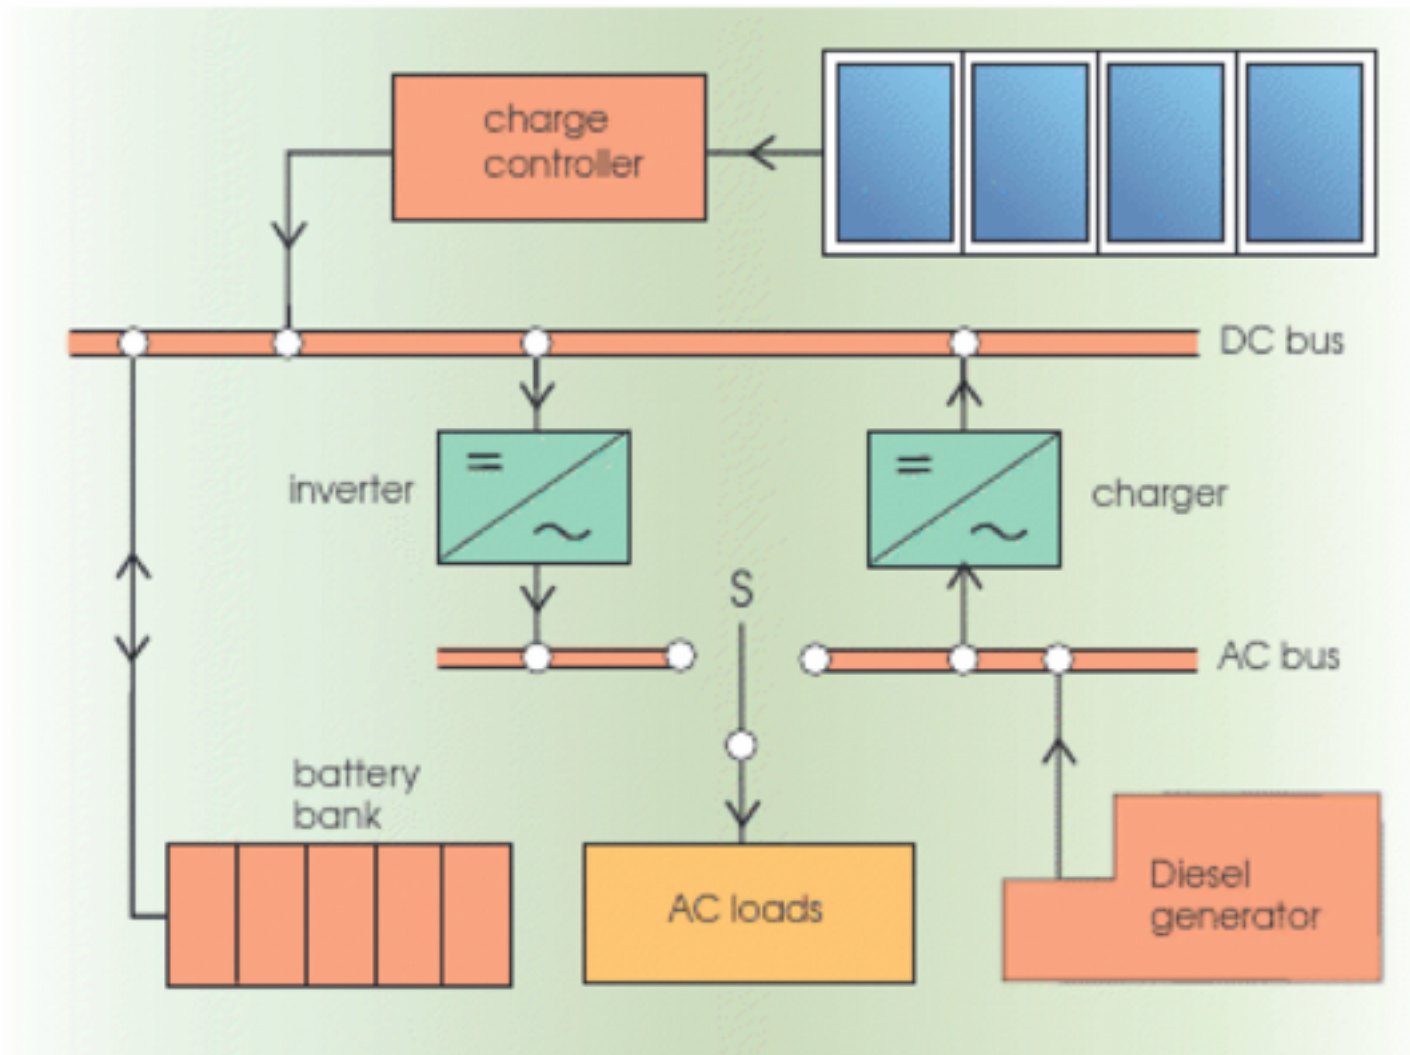 charge
controller
DC bus
inverter
charger
S
AC bus
battery
bank
AC loads
Diesel
generator